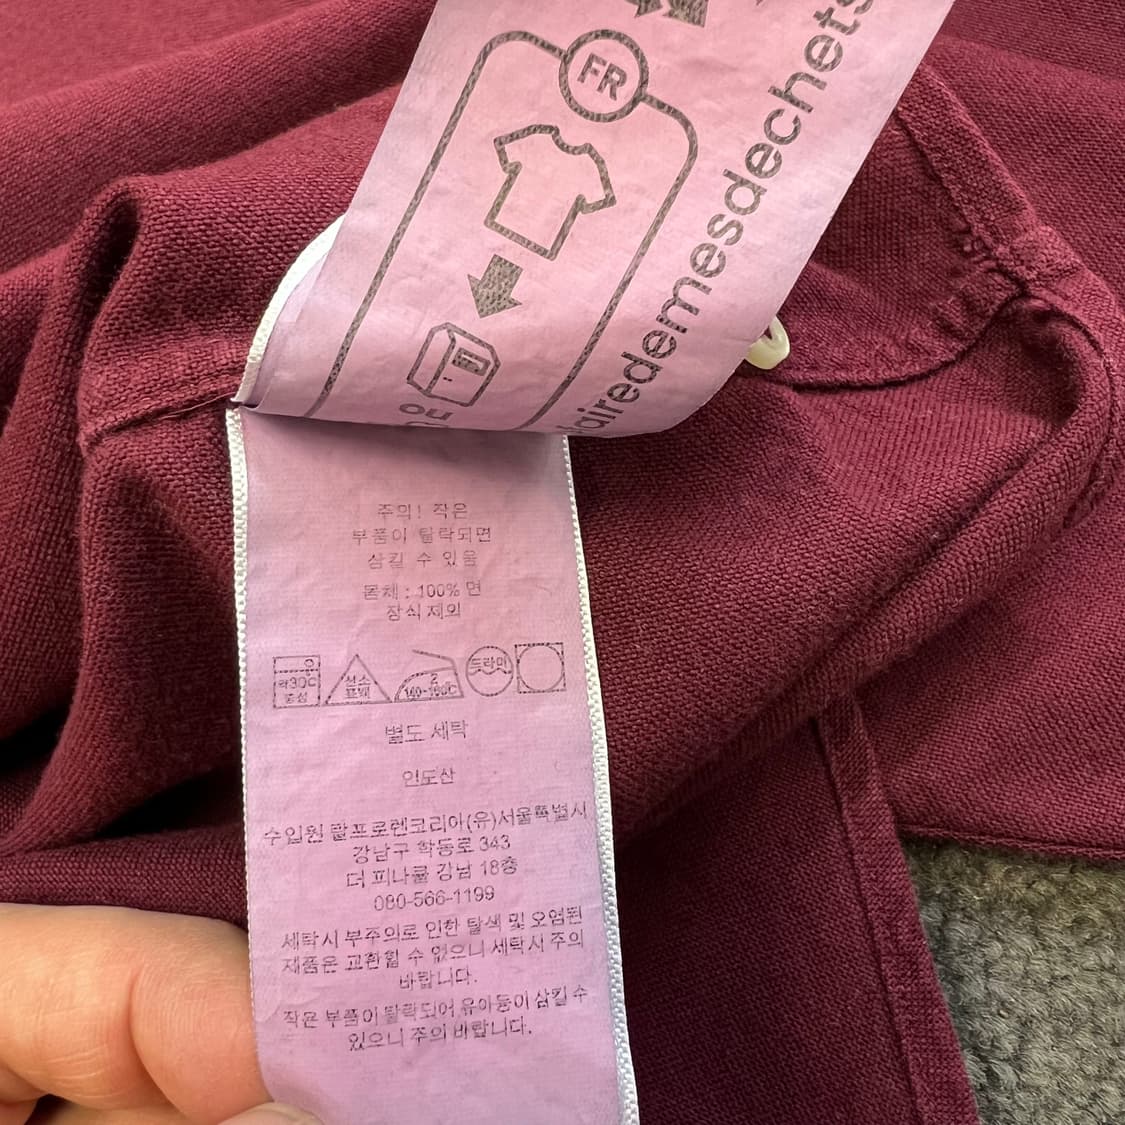 FR
airedemesdechets
주의! 작은
부품이 탈락되면
삼킬 수 있음
몸체 : 100% 면
장식 제외
약30℃
중성
산소
표백
2
140~160℃
드라이
별도 세탁
인도산
수입원 랄프로렌코리아(유)서울특별시
강남구 학동로 343
더 피나클 강남 18층
080-566-1199
세탁시 부주의로 인한 탈색 및 오염된
제품은 교환할 수 없으니 세탁시 주의
바랍니다.
작은 부품이 탈락되어 유아등이 삼킬 수
있으니 주의 바랍니다.